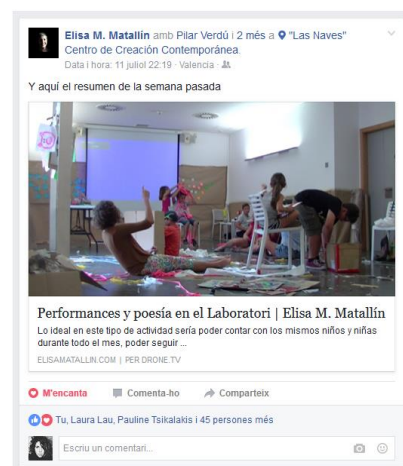 Elisa M. Matallín amb Pilar Verdú i 2 més a "Las Naves"
Centro de Creación Contemporánea.
Data i hora: 11 juliol 22:19 · Valencia ·
Y aquí el resumen de la semana pasada
Performances y poesía en el Laboratori | Elisa M. Matallín
Lo ideal en este tipo de actividad sería poder contar con los mismos niños y niñas
durante todo el mes, poder seguir ...
ELISAMATALLIN.COM | PER DRONE TV
M'encanta Comenta-ho Comparteix
Tu, Laura Lau, Pauline Tsikalakis i 45 persones més
Escriu un comentari...